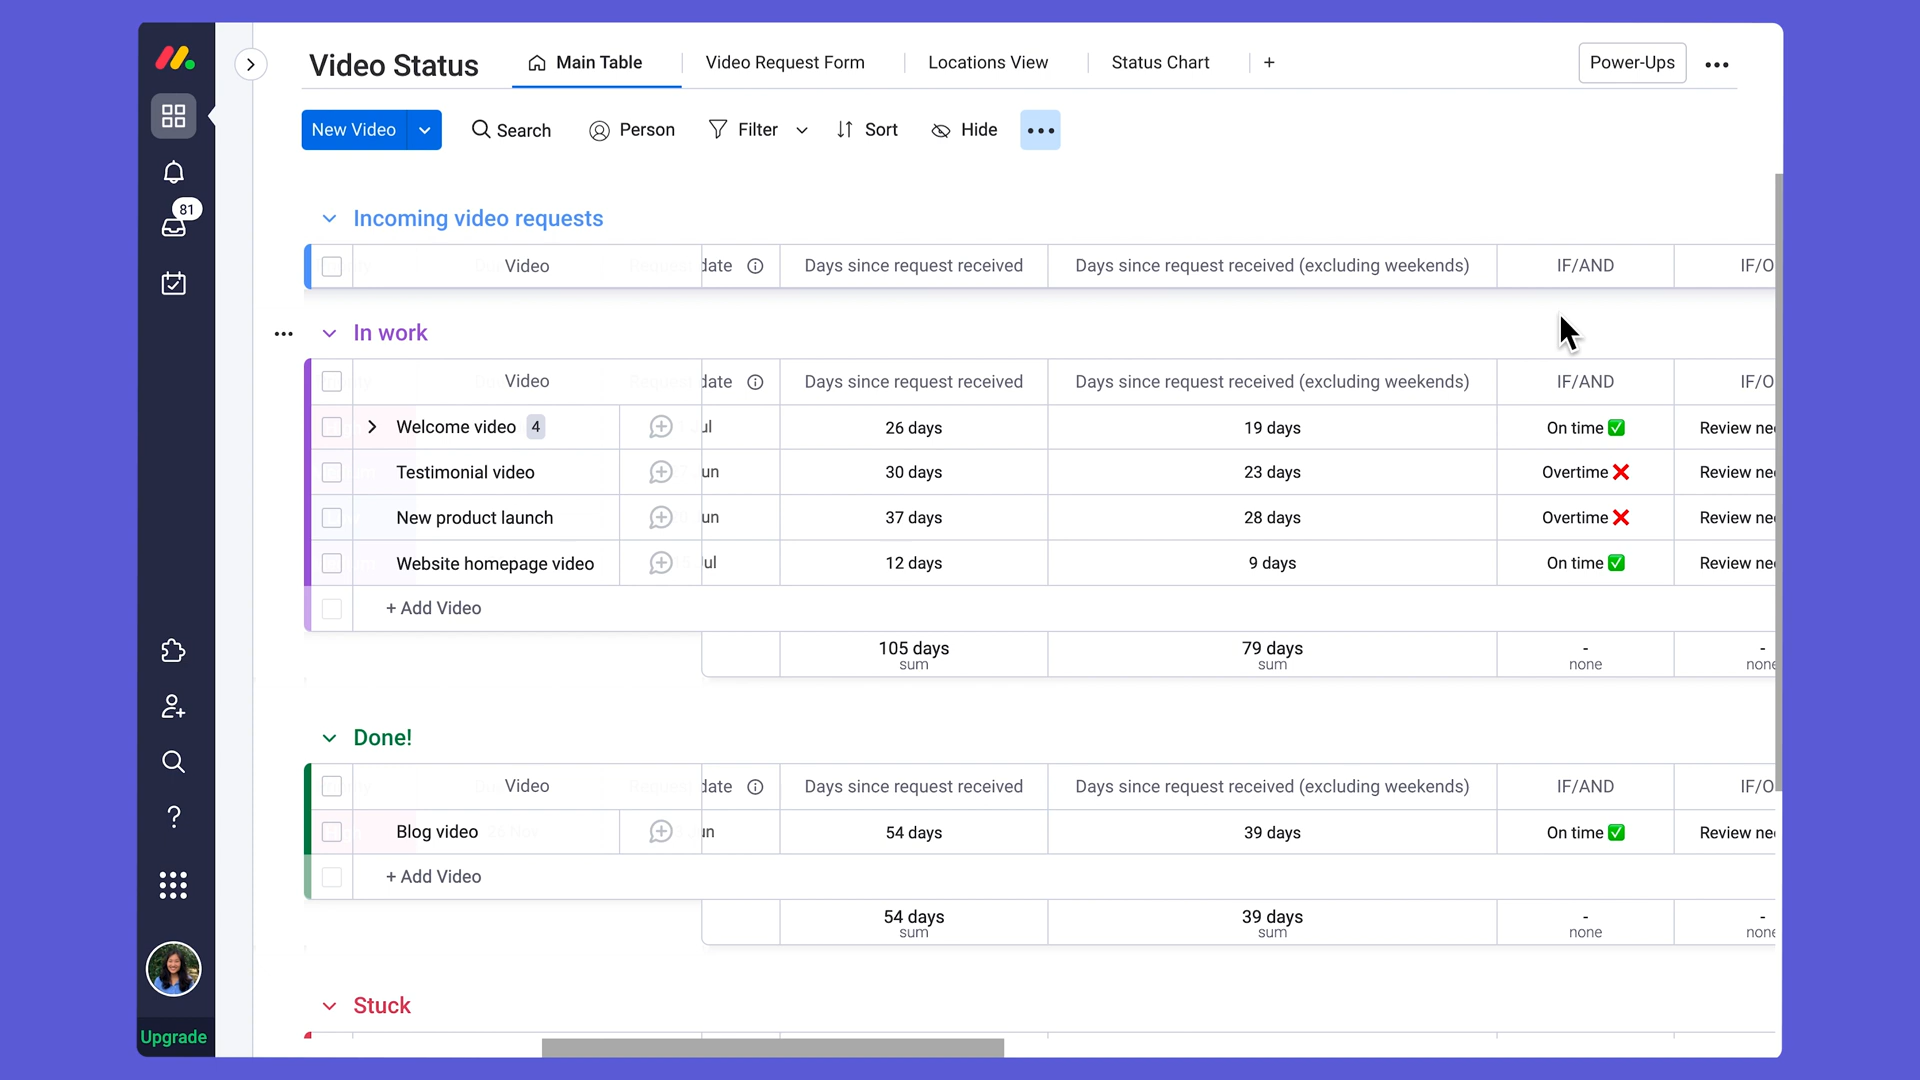 Video Status
Main Table
Video Request Form
Locations View
Status Chart
+
Power-Ups
New Video
Search
Person
Filter
Sort
Hide
81
Incoming video requests
Video date Days since request received Days since request received (excluding weekends) IF/AND IF/O
In work
Video date Days since request received Days since request received (excluding weekends) IF/AND IF/O
Welcome video 4 ul 26 days 19 days On time ✅ Review ne
Testimonial video un 30 days 23 days Overtime ❌ Review ne
New product launch un 37 days 28 days Overtime ❌ Review ne
Website homepage video ul 12 days 9 days On time ✅ Review ne
+ Add Video
105 days 79 days - -
sum sum none none
Done!
Video date Days since request received Days since request received (excluding weekends) IF/AND IF/O
Blog video un 54 days 39 days On time ✅ Review ne
+ Add Video
54 days 39 days - -
sum sum none none
Stuck
Upgrade